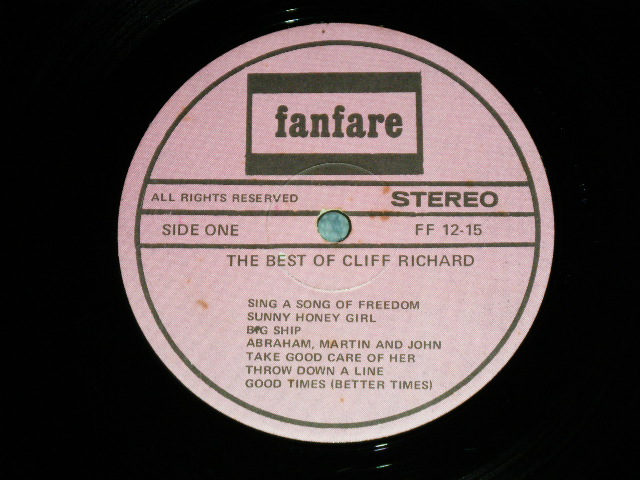 fanfare
ALL RIGHTS RESERVED STEREO
SIDE ONE FF 12-15
THE BEST OF CLIFF RICHARD
SING A SONG OF FREEDOM
SUNNY HONEY GIRL
BIG SHIP
ABRAHAM, MARTIN AND JOHN
TAKE GOOD CARE OF HER
THROW DOWN A LINE
GOOD TIMES (BETTER TIMES)